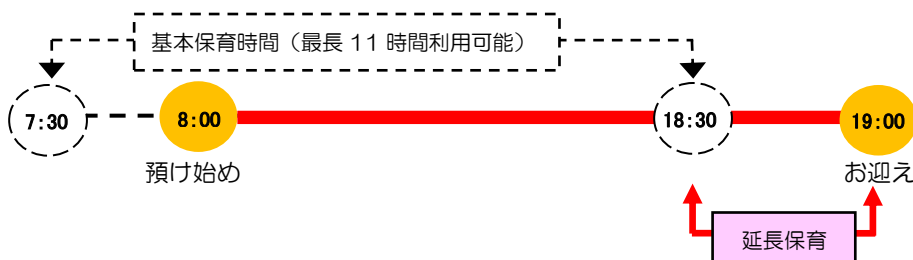 基本保育時間（最長 11 時間利用可能）
7:30
8:00
18:30
19:00
預け始め
お迎え
延長保育